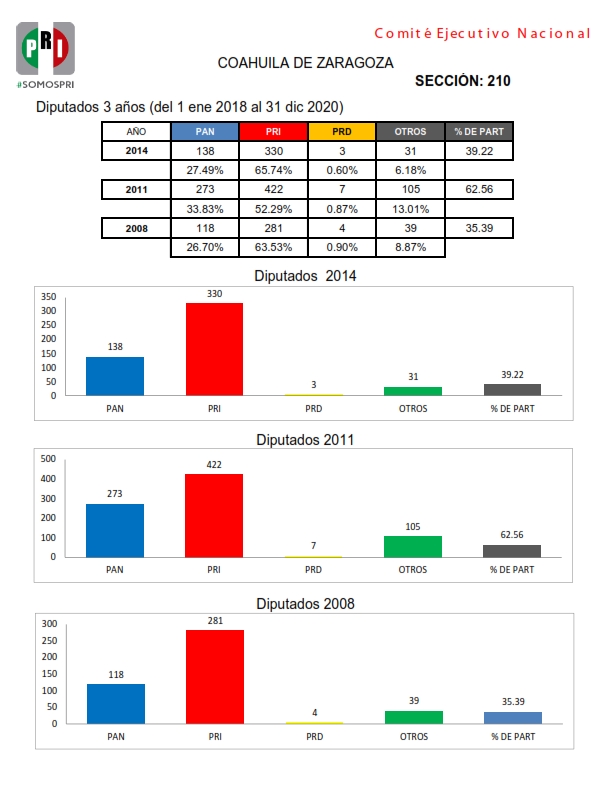 Comité Ejecutivo Nacional
PRI
#SOMOSPRI
COAHUILA DE ZARAGOZA
SECCIÓN: 210
Diputados 3 años (del 1 ene 2018 al 31 dic 2020)
AÑO PAN PRI PRD OTROS % DE PART
2014 138 330 3 31 39.22
27.49% 65.74% 0.60% 6.18%
2011 273 422 7 105 62.56
33.83% 52.29% 0.87% 13.01%
2008 118 281 4 39 35.39
26.70% 63.53% 0.90% 8.87%
Diputados 2014
350
300
250
200
150
100
50
0
138 330 3 31 39.22
PAN PRI PRD OTROS % DE PART
Diputados 2011
500
400
300
200
100
0
273 422 7 105 62.56
PAN PRI PRD OTROS % DE PART
Diputados 2008
300
250
200
150
100
50
0
118 281 4 39 35.39
PAN PRI PRD OTROS % DE PART